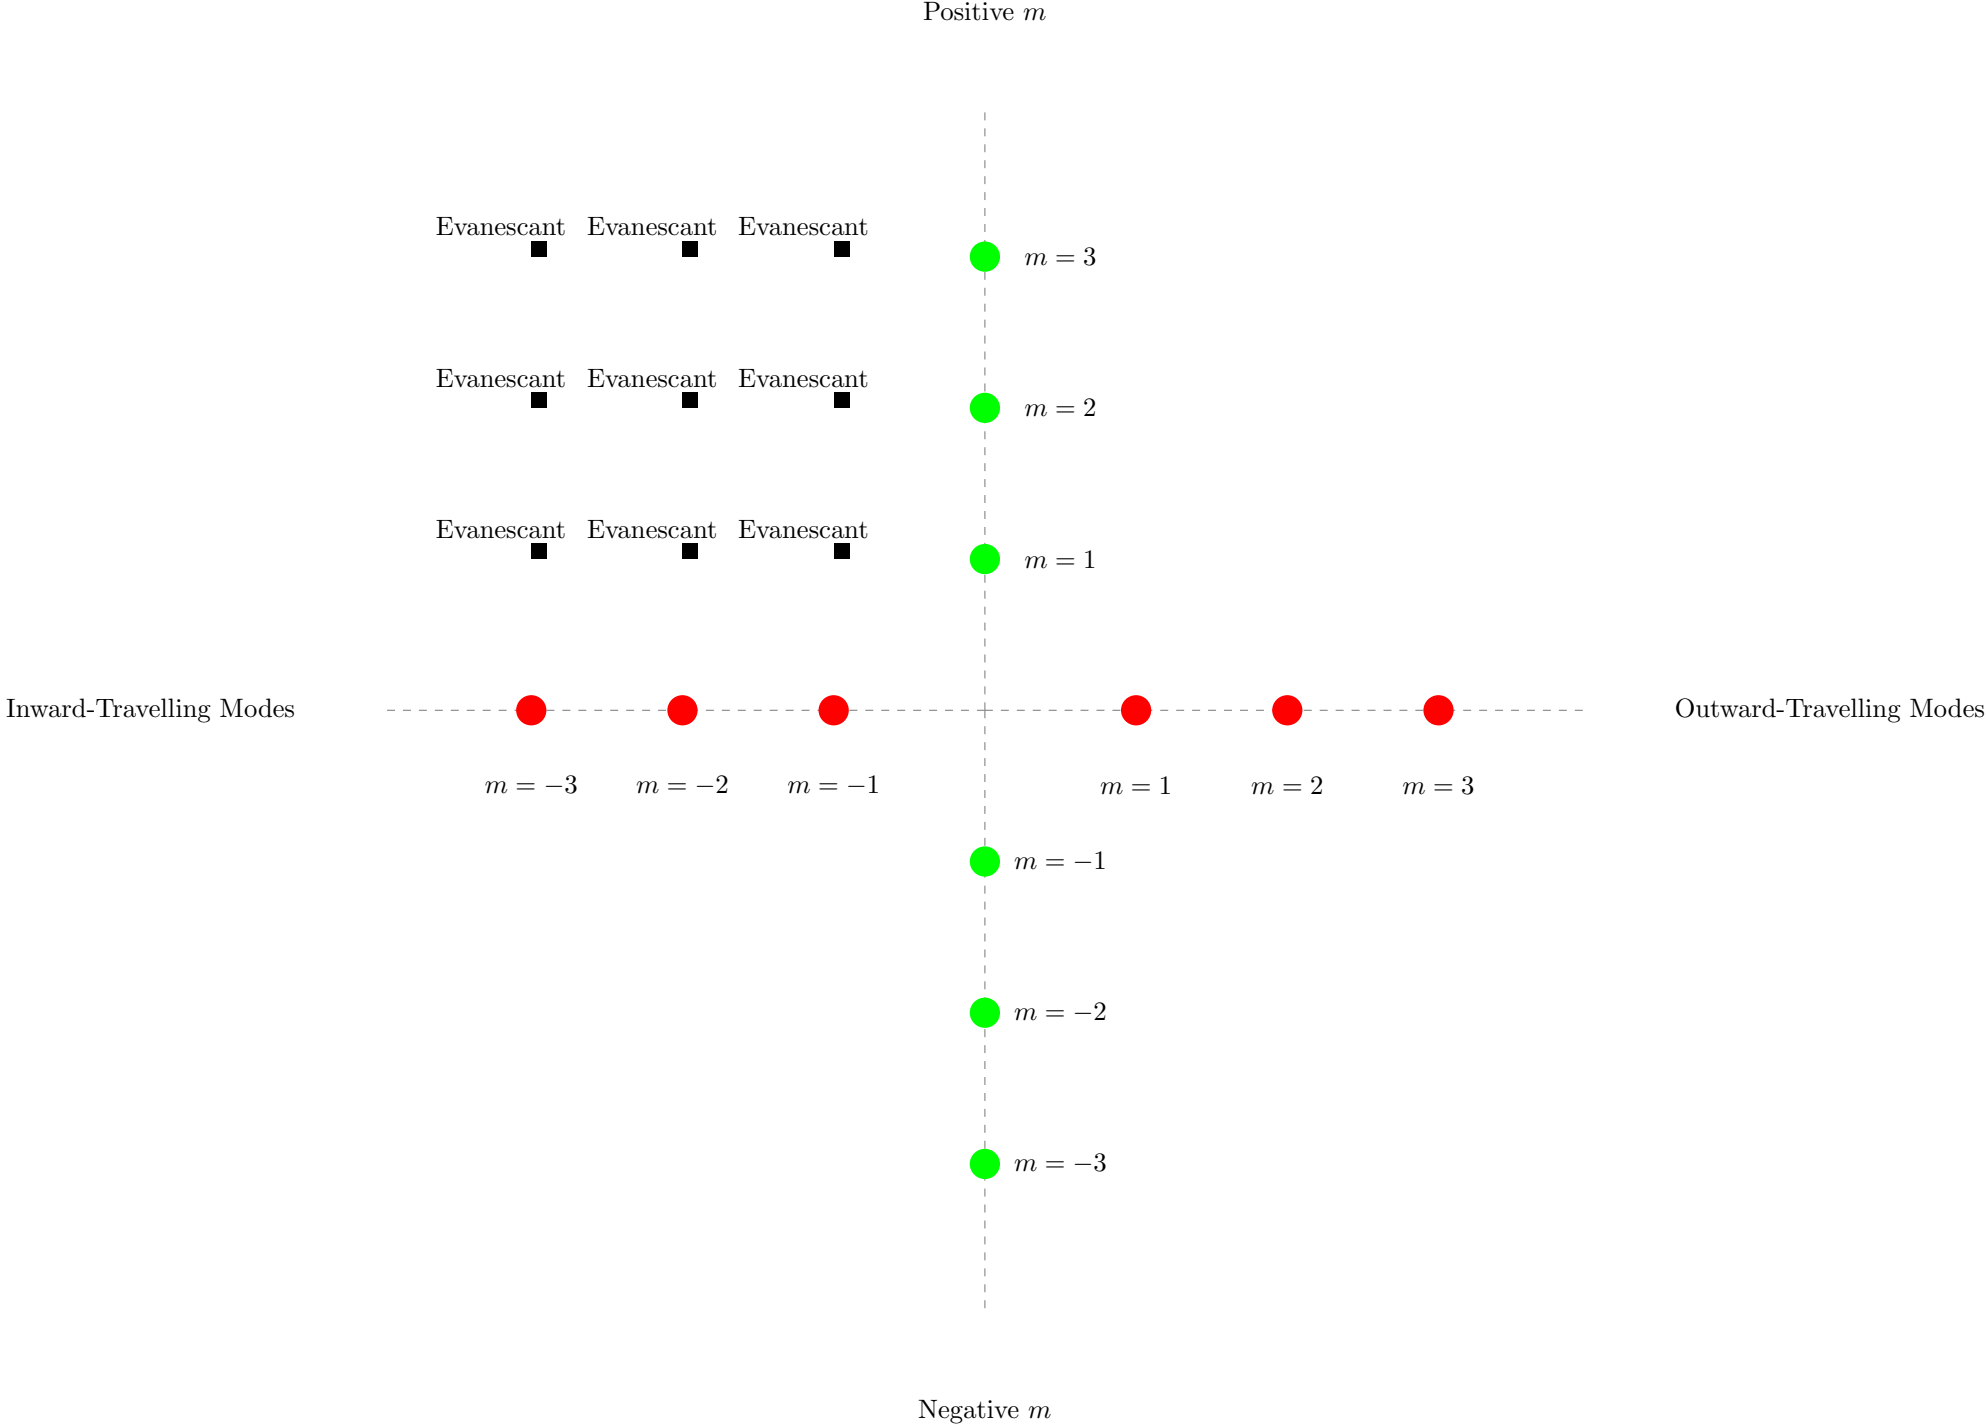 Positive m
Evanescant Evanescant Evanescant
m = 3
Evanescant Evanescant Evanescant
m = 2
Evanescant Evanescant Evanescant
m = 1
Inward-Travelling Modes
Outward-Travelling Modes
m = −3 m = −2 m = −1 m = 1 m = 2 m = 3
m = −1
m = −2
m = −3
Negative m